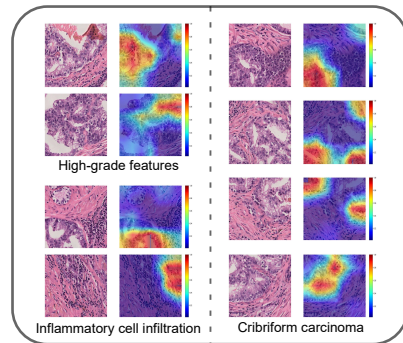 High-grade features
Inflammatory cell infiltration
Cribriform carcinoma